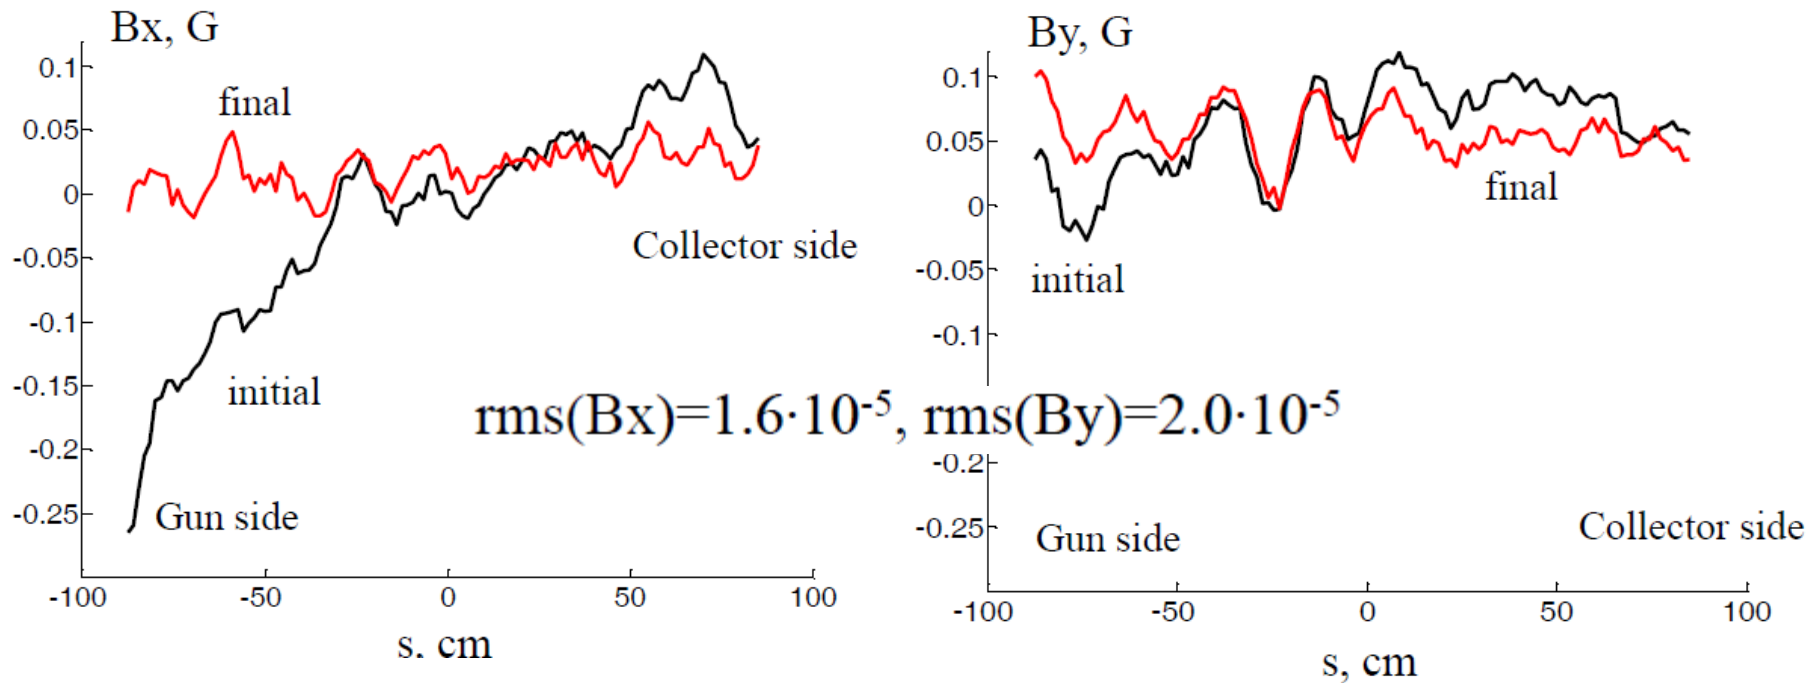 Bx, G
0.1
0.05
0
-0.05
-0.1
-0.15
-0.2
-0.25
final
initial
Gun side
Collector side
-100 -50 0 50 100
s, cm
By, G
0.1
0.05
0
-0.05
-0.1
-0.2
-0.25
initial
final
Gun side
Collector side
-100 -50 0 50 100
s, cm
rms(Bx)=1.6·10⁻⁵, rms(By)=2.0·10⁻⁵